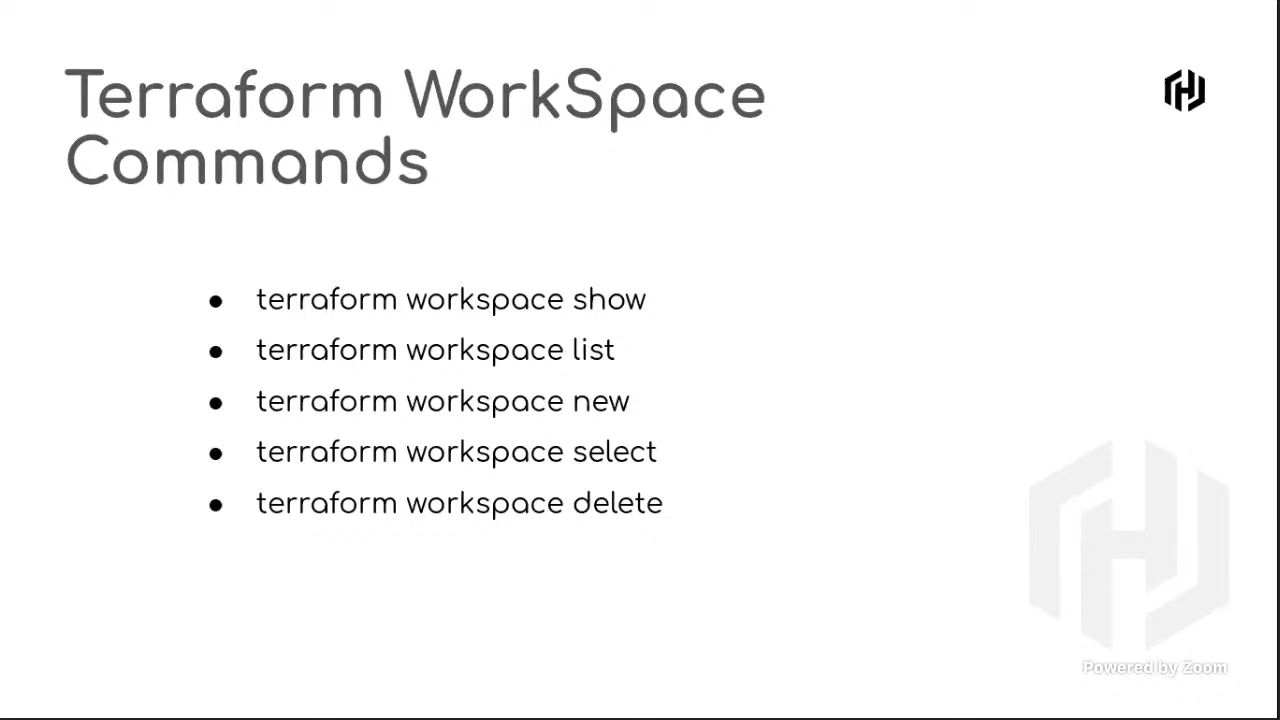 Terraform WorkSpace
Commands
● terraform workspace show
● terraform workspace list
● terraform workspace new
● terraform workspace select
● terraform workspace delete
Powered by Zoom